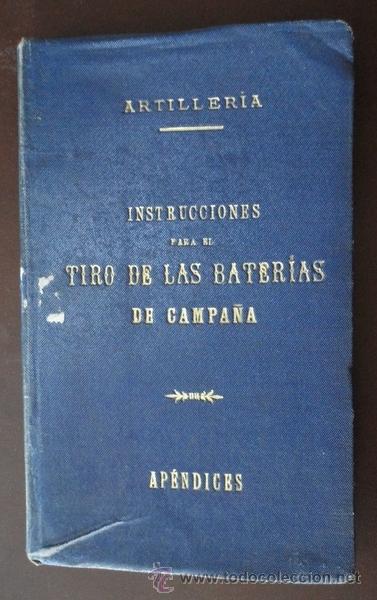 ARTILLERÍA
INSTRUCCIONES
PARA EL
TIRO DE LAS BATERÍAS
DE CAMPAÑA
APÉNDICES
www.todocoleccion.net